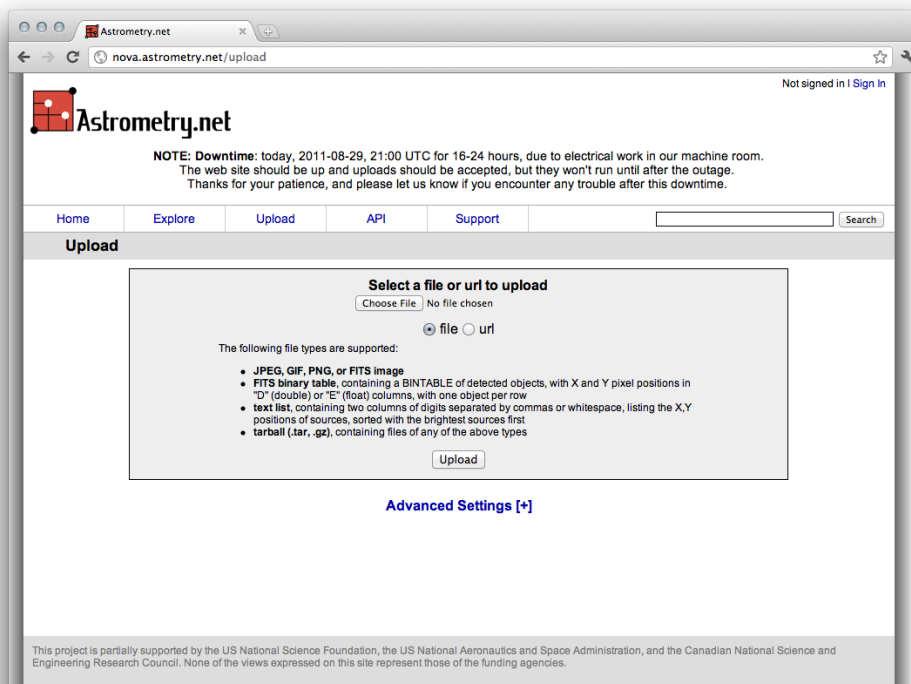 Astrometry.net
nova.astrometry.net/upload
Not signed in | Sign In
Astrometry.net
NOTE: Downtime: today, 2011-08-29, 21:00 UTC for 16-24 hours, due to electrical work in our machine room.
The web site should be up and uploads should be accepted, but they won't run until after the outage.
Thanks for your patience, and please let us know if you encounter any trouble after this downtime.
Home Explore Upload API Support Search
Upload
Select a file or url to upload
Choose File No file chosen
file url
The following file types are supported:
• JPEG, GIF, PNG, or FITS image
• FITS binary table, containing a BINTABLE of detected objects, with X and Y pixel positions in
"D" (double) or "E" (float) columns, with one object per row
• text list, containing two columns of digits separated by commas or whitespace, listing the X,Y
positions of sources, sorted with the brightest sources first
• tarball (.tar, .gz), containing files of any of the above types
Upload
Advanced Settings [+]
This project is partially supported by the US National Science Foundation, the US National Aeronautics and Space Administration, and the Canadian National Science and
Engineering Research Council. None of the views expressed on this site represent those of the funding agencies.